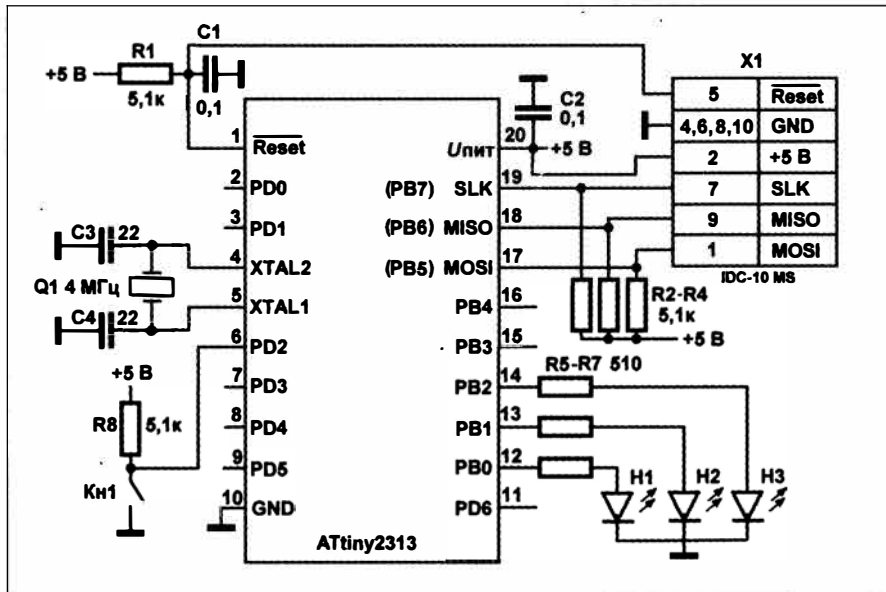 C1
R1
+5 В
5,1к
0,1
X1
5 Reset
4,6,8,10 GND
2 +5 В
7 SLK
9 MISO
1 MOSI
IDC-10 MS
C2
0,1
+5 В
1 Reset
2 PD0
3 PD1
4 XTAL2
5 XTAL1
6 PD2
7 PD3
8 PD4
9 PD5
10 GND
20 Uпит
19 (PB7) SLK
18 (PB6) MISO
17 (PB5) MOSI
16 PB4
15 PB3
14 PB2
13 PB1
12 PB0
11 PD6
ATtiny2313
C3 22
Q1 4 МГц
C4 22
+5 В
R8 5,1к
Кн1
R2-R4
5,1к
+5 В
R5-R7 510
H1 H2 H3